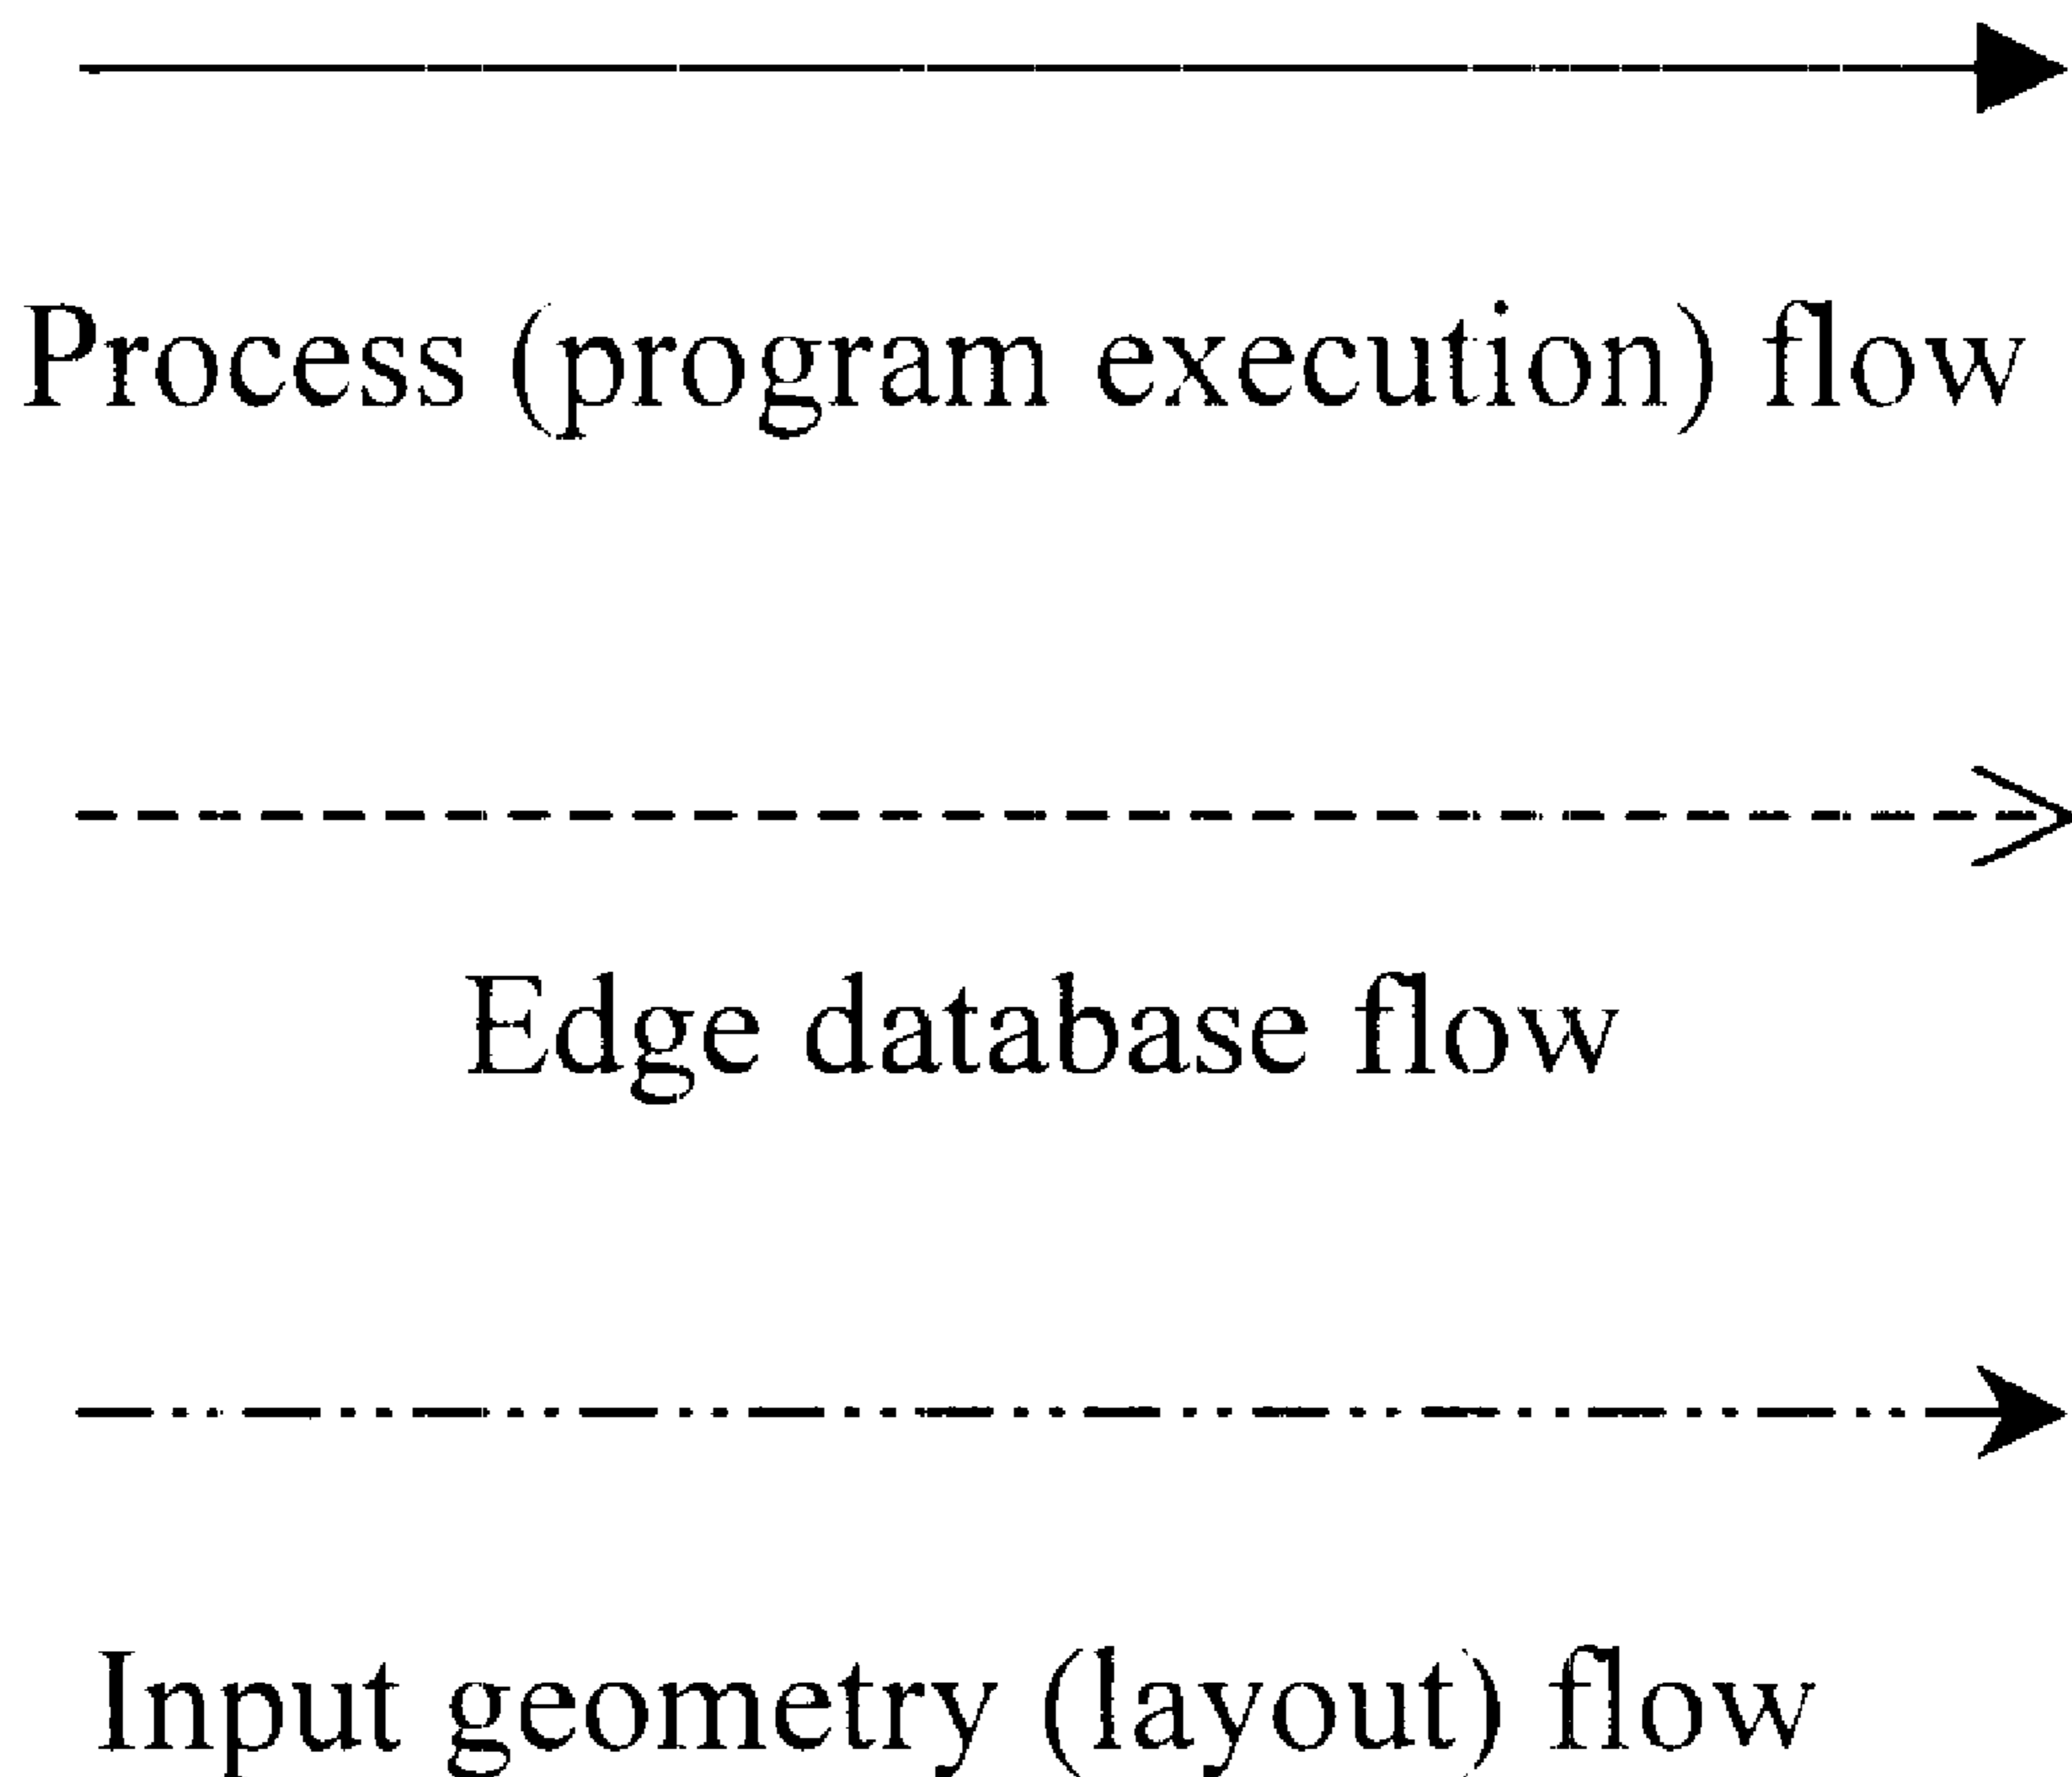 Process (program execution) flow
Edge database flow
Input geometry (layout) flow